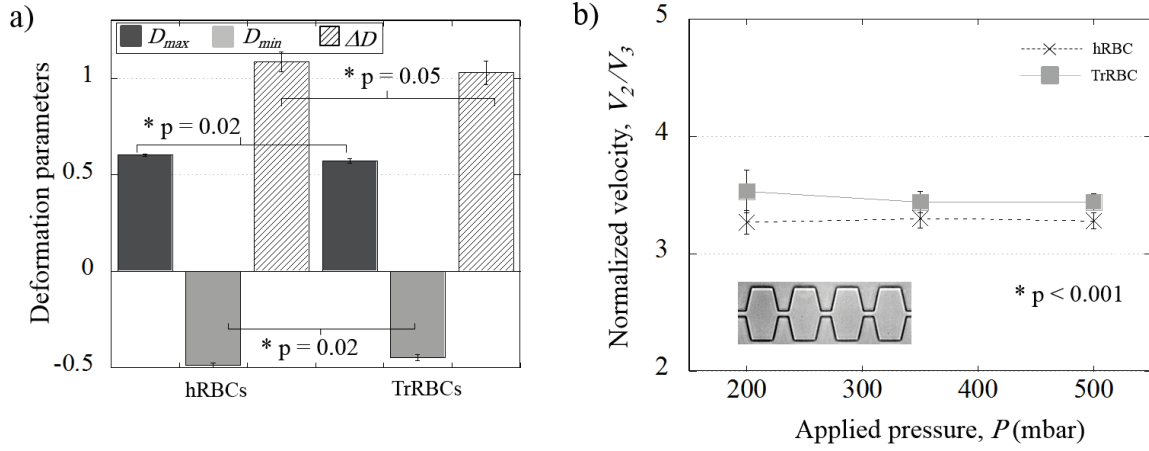 a)
D_max D_min ΔD
Deformation parameters
1
0.5
0
-0.5
* p = 0.05
* p = 0.02
* p = 0.02
hRBCs TrRBCs
b)
Normalized velocity, V_2/V_3
5
4
3
2
hRBC
TrRBC
* p < 0.001
200 300 400 500
Applied pressure, P (mbar)